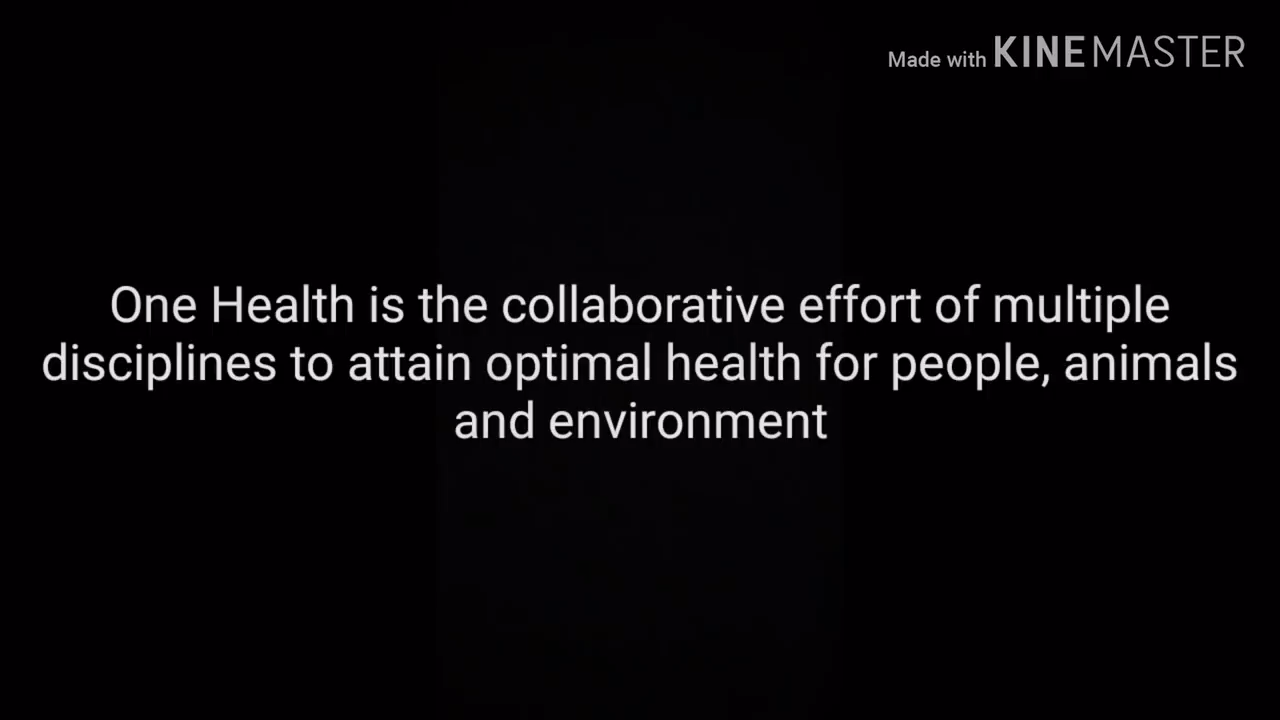 Made with KINEMASTER
One Health is the collaborative effort of multiple
disciplines to attain optimal health for people, animals
and environment